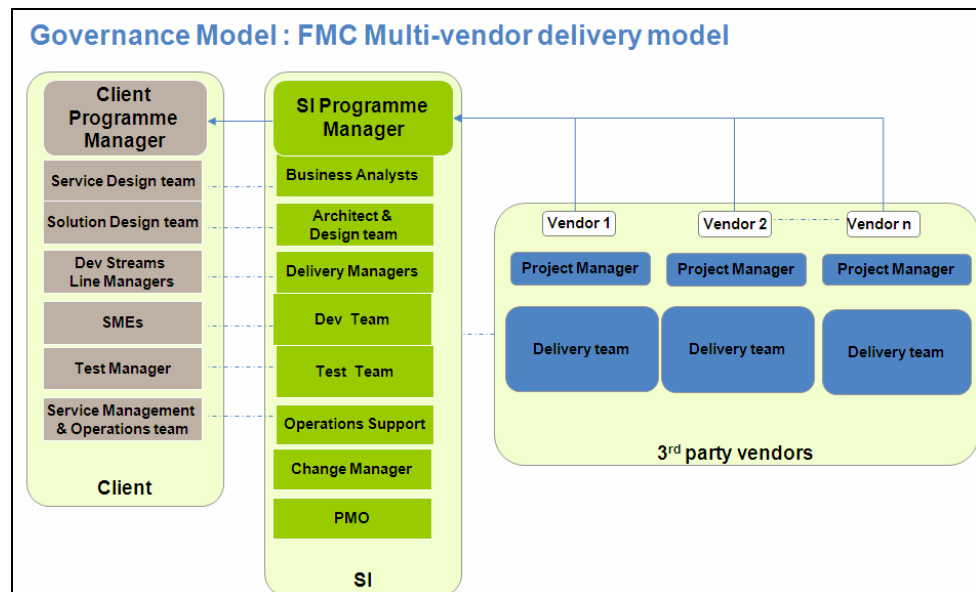 Governance Model : FMC Multi-vendor delivery model
Client
Programme
Manager
Service Design team
Solution Design team
Dev Streams
Line Managers
SMEs
Test Manager
Service Management
& Operations team
Client
SI Programme
Manager
Business Analysts
Architect &
Design team
Delivery Managers
Dev Team
Test Team
Operations Support
Change Manager
PMO
SI
Vendor 1
Vendor 2
Vendor n
Project Manager
Project Manager
Project Manager
Delivery team
Delivery team
Delivery team
3rd party vendors